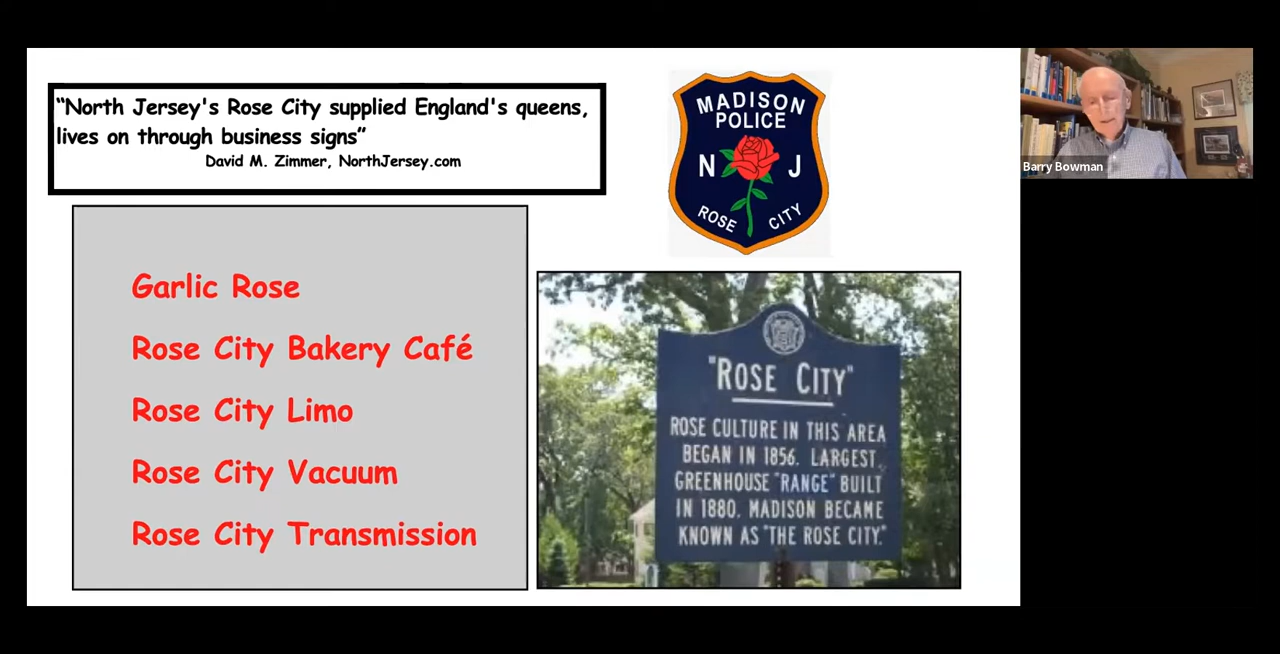 “North Jersey's Rose City supplied England's queens,
lives on through business signs”
David M. Zimmer, NorthJersey.com
MADISON
POLICE
N J
ROSE CITY
Garlic Rose
Rose City Bakery Café
Rose City Limo
Rose City Vacuum
Rose City Transmission
"ROSE CITY"
ROSE CULTURE IN THIS AREA
BEGAN IN 1856. LARGEST
GREENHOUSE "RANGE" BUILT
IN 1880. MADISON BECAME
KNOWN AS "THE ROSE CITY."
Barry Bowman